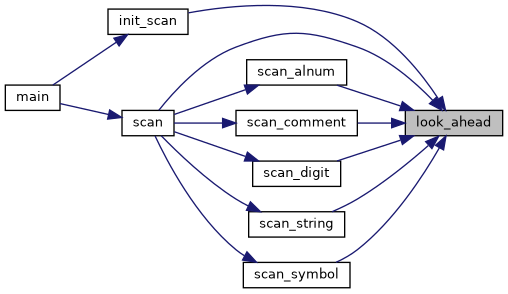 init_scan
scan_alnum
main
scan
scan_comment
look_ahead
scan_digit
scan_string
scan_symbol